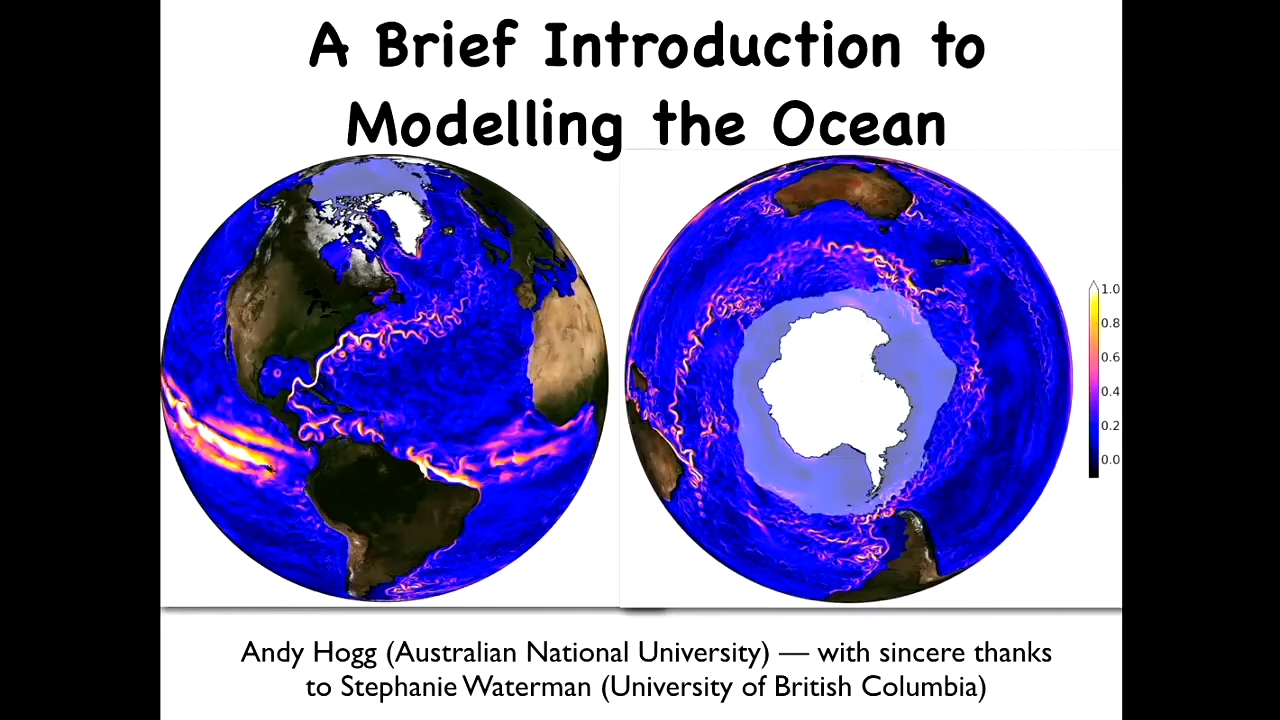 A Brief Introduction to
Modelling the Ocean
1.0
0.8
0.6
0.4
0.2
0.0
Andy Hogg (Australian National University) — with sincere thanks
to Stephanie Waterman (University of British Columbia)